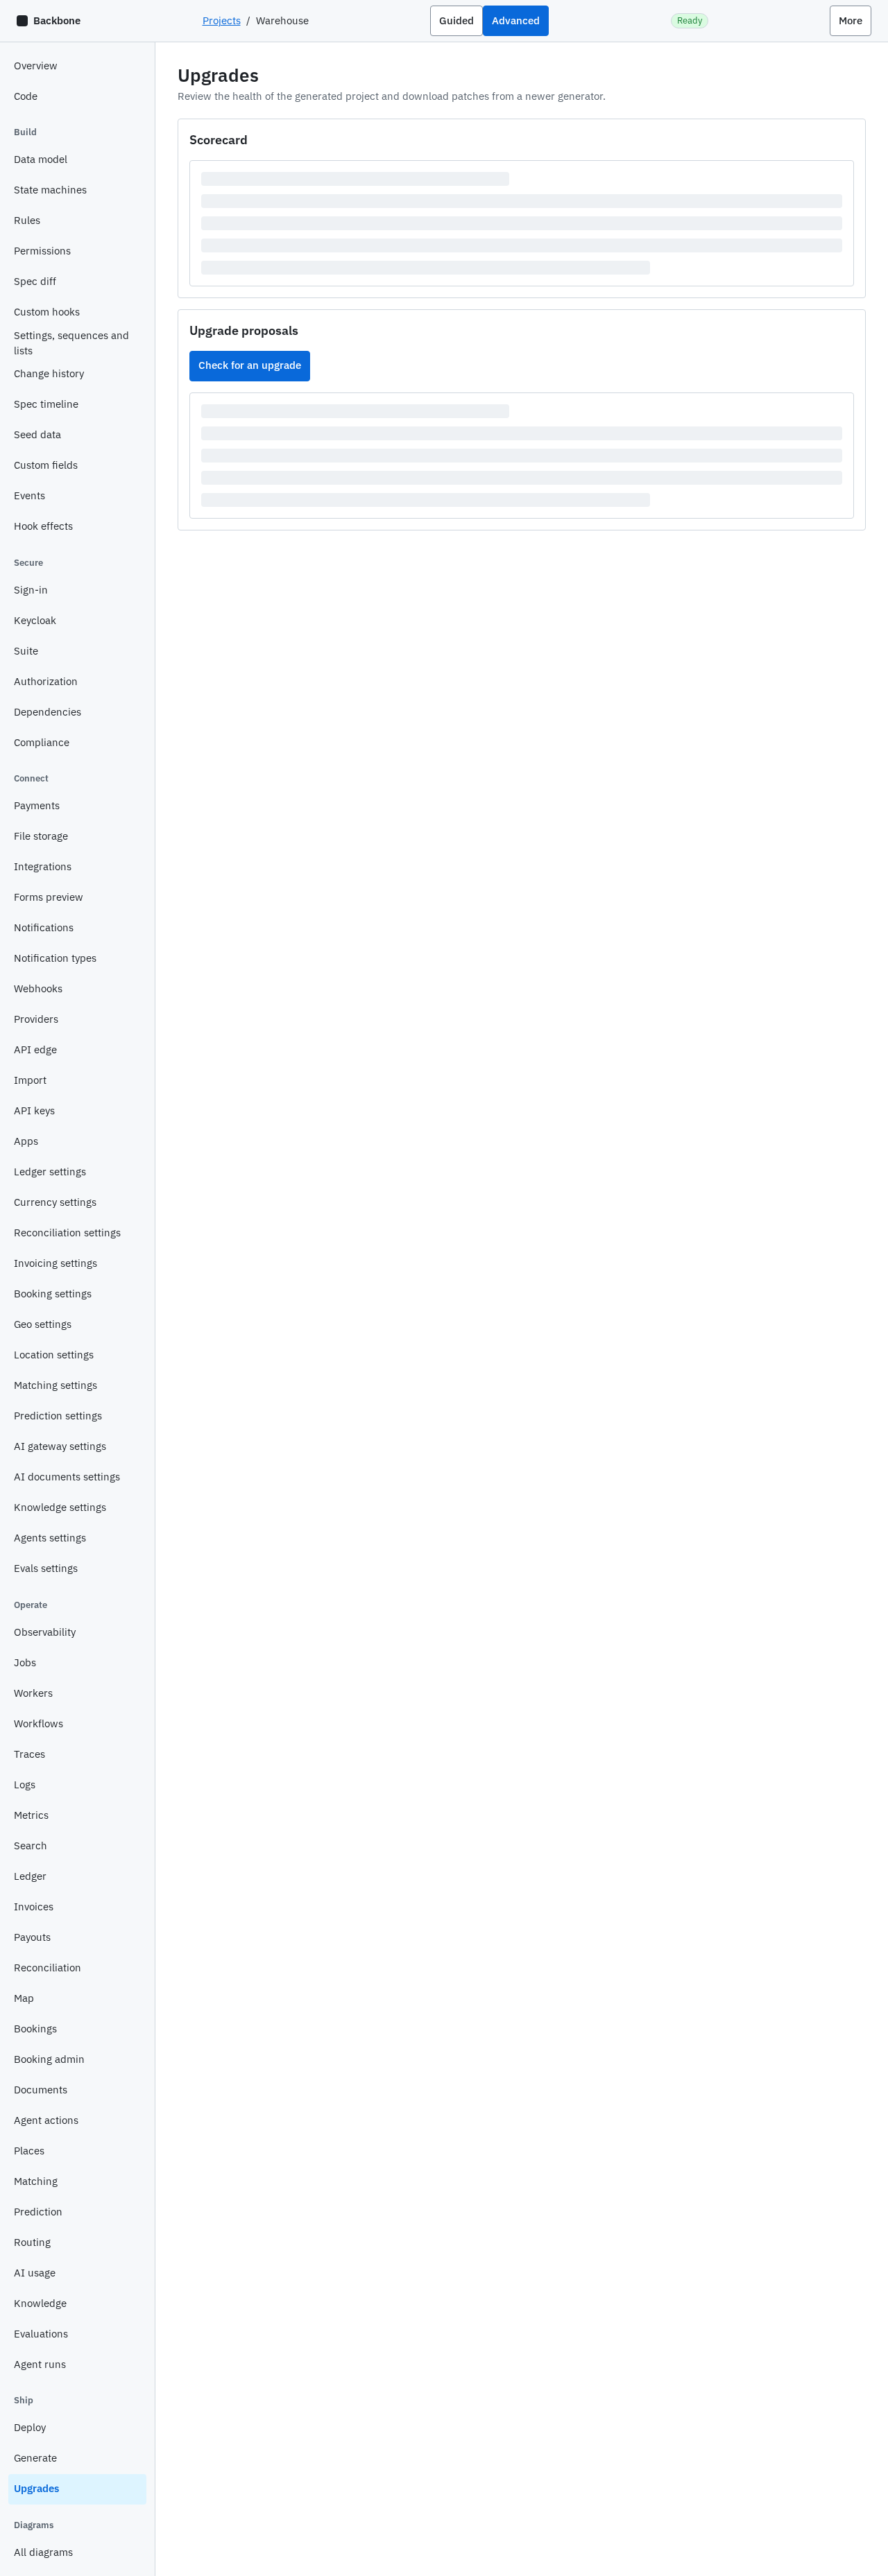 Backbone
Projects / Warehouse
Guided
Advanced
Ready
More
Overview
Code
Build
Data model
State machines
Rules
Permissions
Spec diff
Custom hooks
Settings, sequences and
lists
Change history
Spec timeline
Seed data
Custom fields
Events
Hook effects
Secure
Sign-in
Keycloak
Suite
Authorization
Dependencies
Compliance
Connect
Payments
File storage
Integrations
Forms preview
Notifications
Notification types
Webhooks
Providers
API edge
Import
API keys
Apps
Ledger settings
Currency settings
Reconciliation settings
Invoicing settings
Booking settings
Geo settings
Location settings
Matching settings
Prediction settings
AI gateway settings
AI documents settings
Knowledge settings
Agents settings
Evals settings
Operate
Observability
Jobs
Workers
Workflows
Traces
Logs
Metrics
Search
Ledger
Invoices
Payouts
Reconciliation
Map
Bookings
Booking admin
Documents
Agent actions
Places
Matching
Prediction
Routing
AI usage
Knowledge
Evaluations
Agent runs
Ship
Deploy
Generate
Upgrades
Diagrams
All diagrams
Upgrades
Review the health of the generated project and download patches from a newer generator.
Scorecard
Upgrade proposals
Check for an upgrade